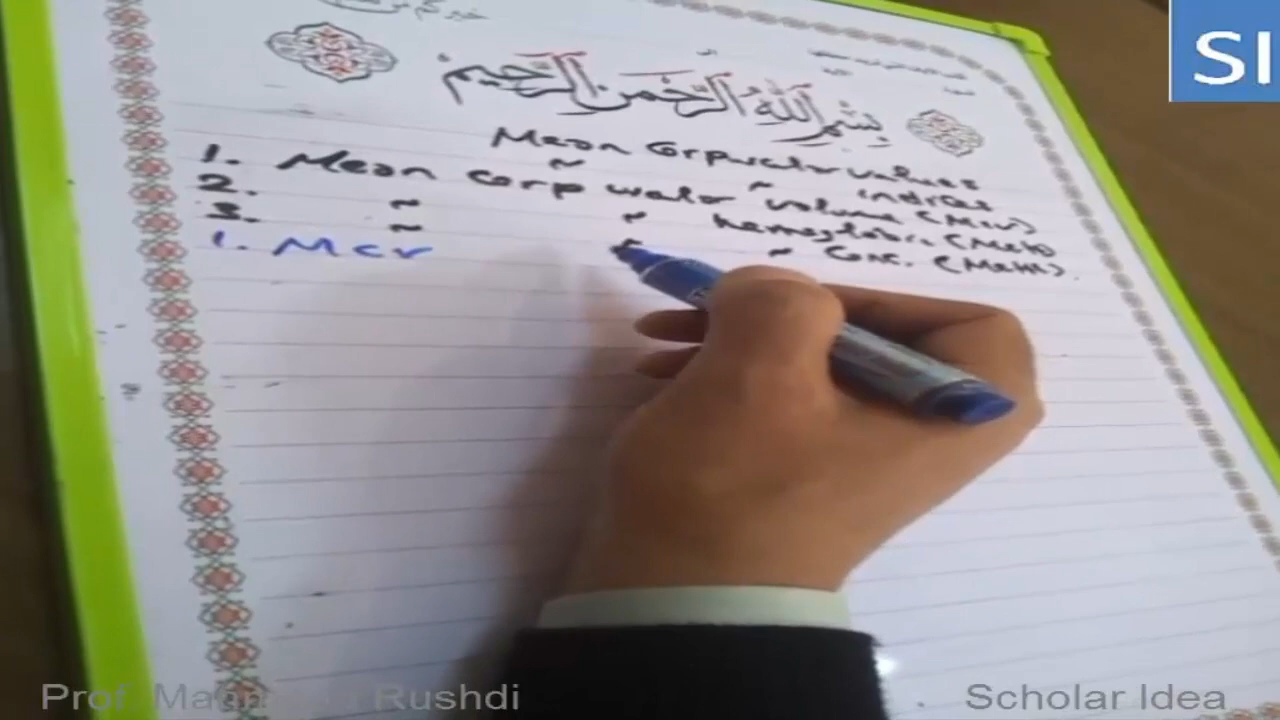 SI
بسم الله الرحمن الرحيم
Mean Corpuscular values
~ ~ indices
1. Mean corpuscular volume (Mcv)
2. ~ ~ hemoglobin (Mch)
3. ~ ~ ~ Conc. (McHc).
1. Mcv
Prof. Rushdi
Scholar Idea